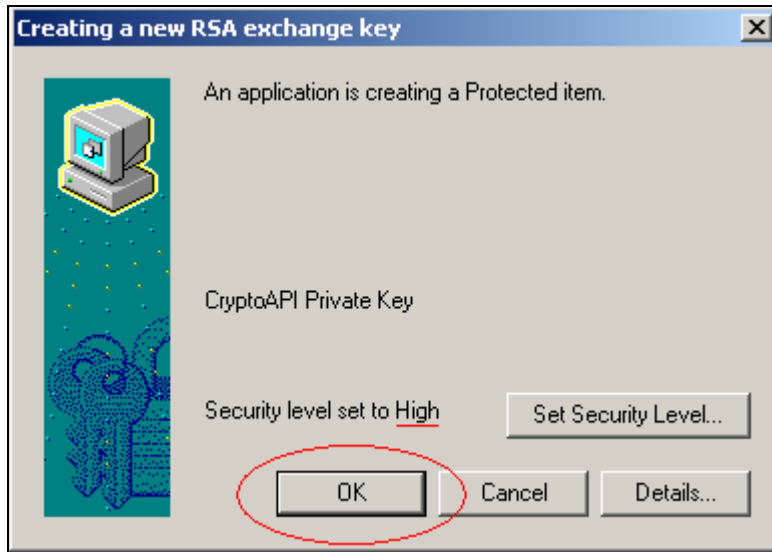 Creating a new RSA exchange key
An application is creating a Protected item.
CryptoAPI Private Key
Security level set to High
Set Security Level...
OK
Cancel
Details...